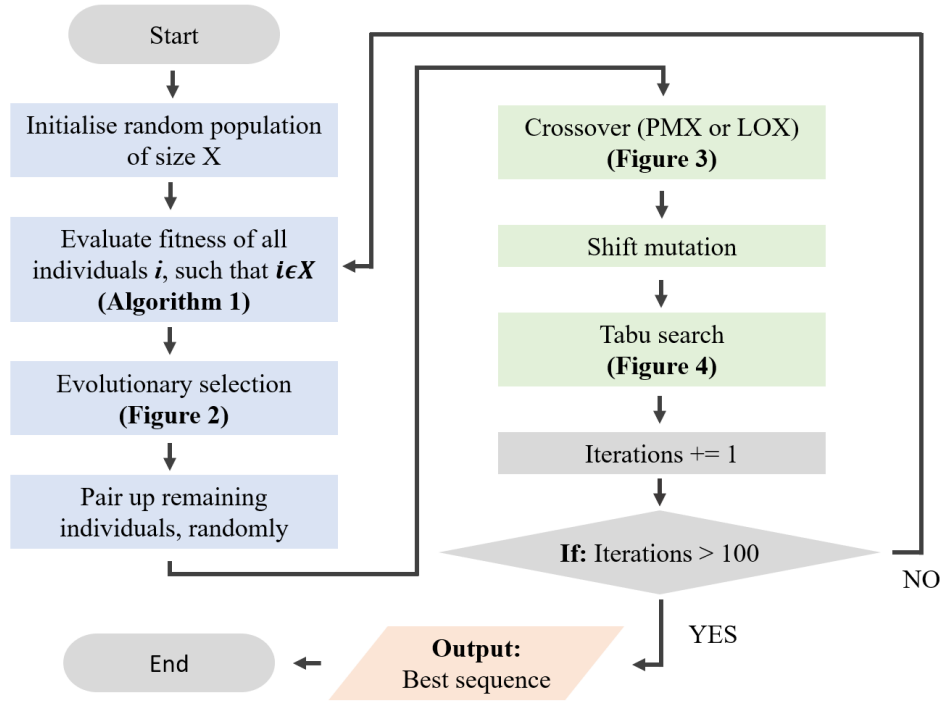 Start
Initialise random population
of size X
Evaluate fitness of all
individuals i, such that iϵX
(Algorithm 1)
Evolutionary selection
(Figure 2)
Pair up remaining
individuals, randomly
Crossover (PMX or LOX)
(Figure 3)
Shift mutation
Tabu search
(Figure 4)
Iterations += 1
If: Iterations > 100
NO
YES
Output:
Best sequence
End